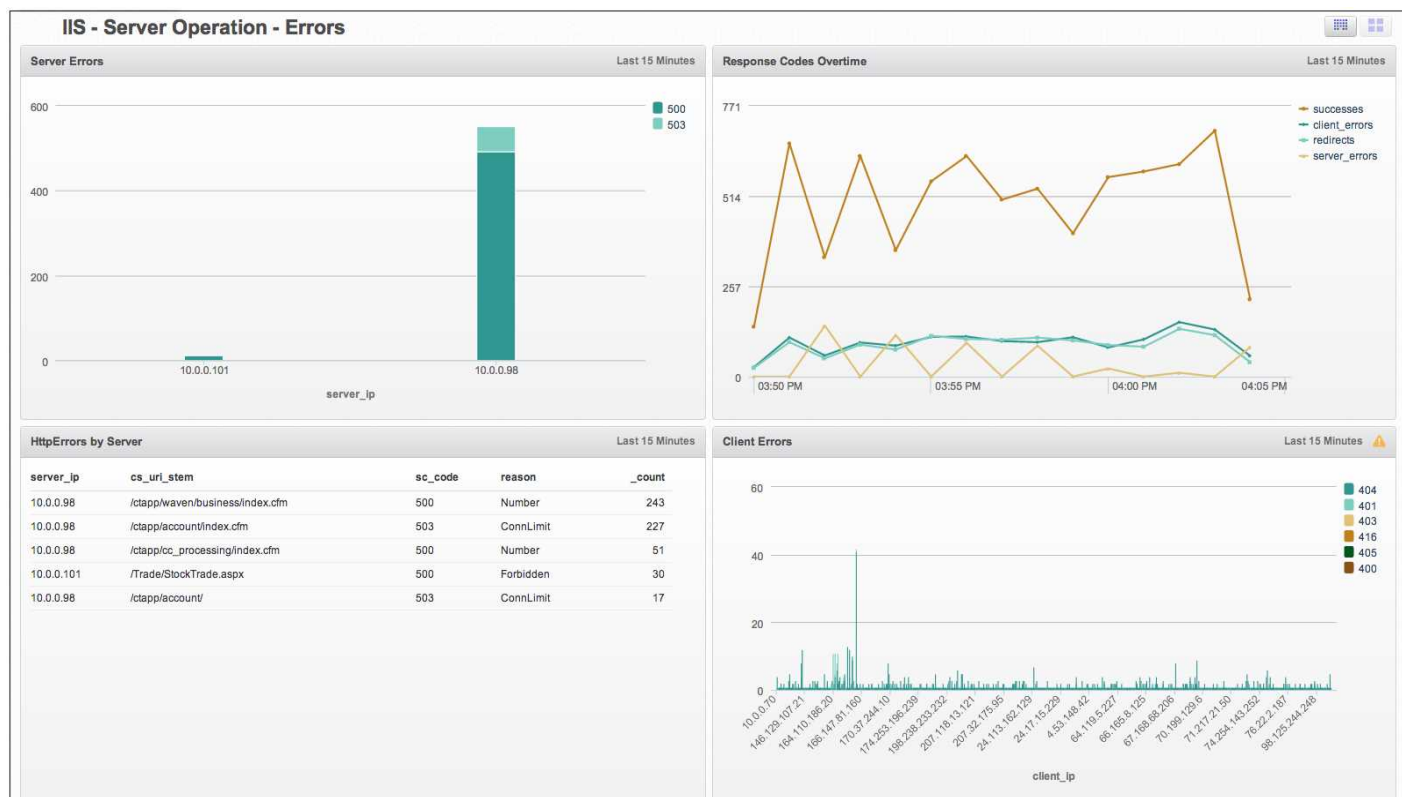 IIS - Server Operation - Errors
Server Errors
Last 15 Minutes
600
400
200
0
500
503
10.0.0.101
10.0.0.98
server_ip
Response Codes Overtime
Last 15 Minutes
771
514
257
0
successes
client_errors
redirects
server_errors
03:50 PM
03:55 PM
04:00 PM
04:05 PM
HttpErrors by Server
Last 15 Minutes
server_ip cs_uri_stem sc_code reason _count
10.0.0.98 /ctapp/waven/business/index.cfm 500 Number 243
10.0.0.98 /ctapp/account/index.cfm 503 ConnLimit 227
10.0.0.98 /ctapp/cc_processing/index.cfm 500 Number 51
10.0.0.101 /Trade/StockTrade.aspx 500 Forbidden 30
10.0.0.98 /ctapp/account/ 503 ConnLimit 17
Client Errors
Last 15 Minutes
60
40
20
0
404
401
403
416
405
400
10.0.0.70
146.129.107.21
164.110.186.20
166.147.81.160
170.37.244.10
174.253.196.239
198.238.233.232
207.118.13.121
207.32.175.95
24.113.162.129
24.17.15.229
4.53.148.42
64.119.5.227
66.165.8.125
67.168.68.206
70.199.129.6
71.217.21.50
74.254.143.252
76.22.2.187
98.125.244.248
client_ip